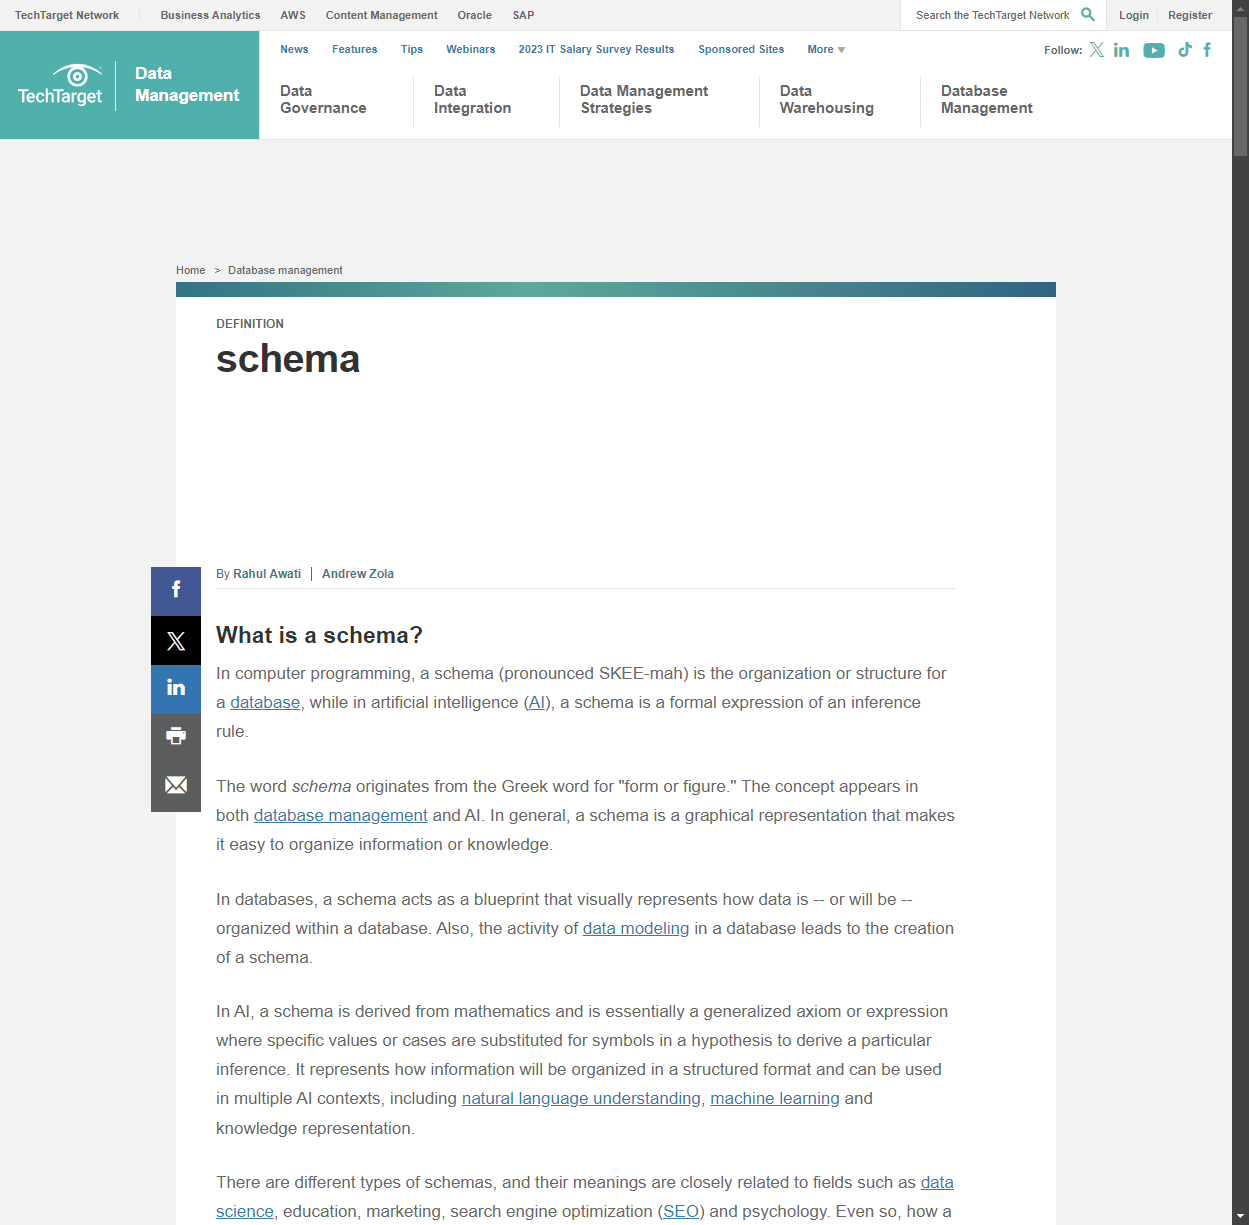 TechTarget Network
Business Analytics
AWS
Content Management
Oracle
SAP
Search the TechTarget Network
Login
Register
TechTarget
Data
Management
News
Features
Tips
Webinars
2023 IT Salary Survey Results
Sponsored Sites
More
Follow:
Data
Governance
Data
Integration
Data Management
Strategies
Data
Warehousing
Database
Management
Home > Database management
DEFINITION
schema
By Rahul Awati | Andrew Zola
What is a schema?
In computer programming, a schema (pronounced SKEE-mah) is the organization or structure for
a database, while in artificial intelligence (AI), a schema is a formal expression of an inference
rule.
The word schema originates from the Greek word for "form or figure." The concept appears in
both database management and AI. In general, a schema is a graphical representation that makes
it easy to organize information or knowledge.
In databases, a schema acts as a blueprint that visually represents how data is -- or will be --
organized within a database. Also, the activity of data modeling in a database leads to the creation
of a schema.
In AI, a schema is derived from mathematics and is essentially a generalized axiom or expression
where specific values or cases are substituted for symbols in a hypothesis to derive a particular
inference. It represents how information will be organized in a structured format and can be used
in multiple AI contexts, including natural language understanding, machine learning and
knowledge representation.
There are different types of schemas, and their meanings are closely related to fields such as data
science, education, marketing, search engine optimization (SEO) and psychology. Even so, how a